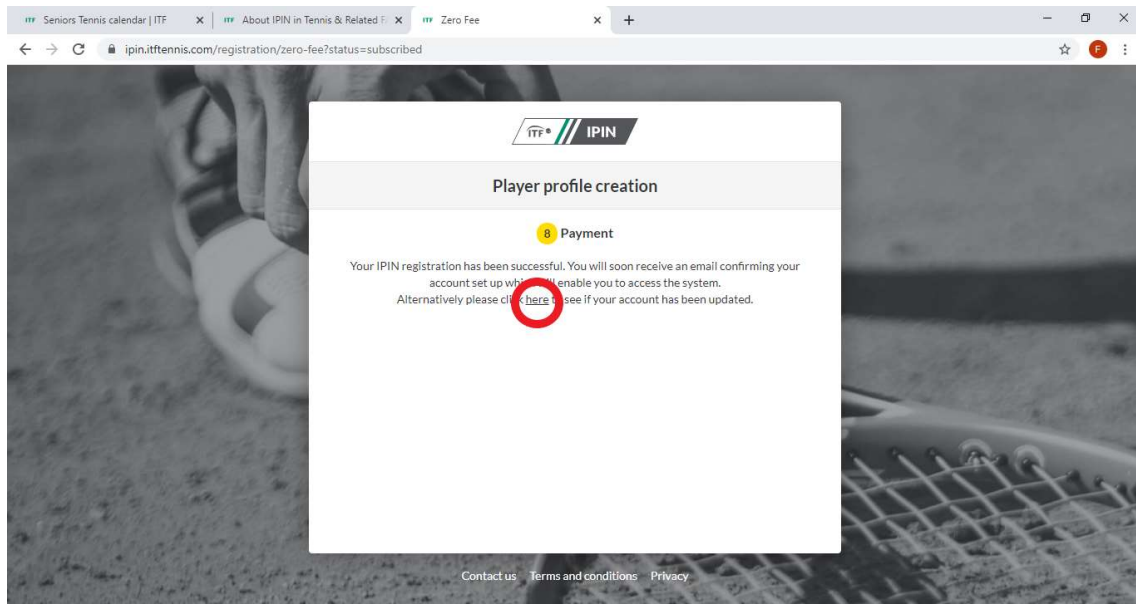 Seniors Tennis calendar | ITF
About IPIN in Tennis & Related
Zero Fee
ipin.itftennis.com/registration/zero-fee?status=subscribed
F
ITF IPIN
Player profile creation
8 Payment
Your IPIN registration has been successful. You will soon receive an email confirming your
account set up enable you to access the system.
Alternatively please here see if your account has been updated.
Contact us Terms and conditions Privacy